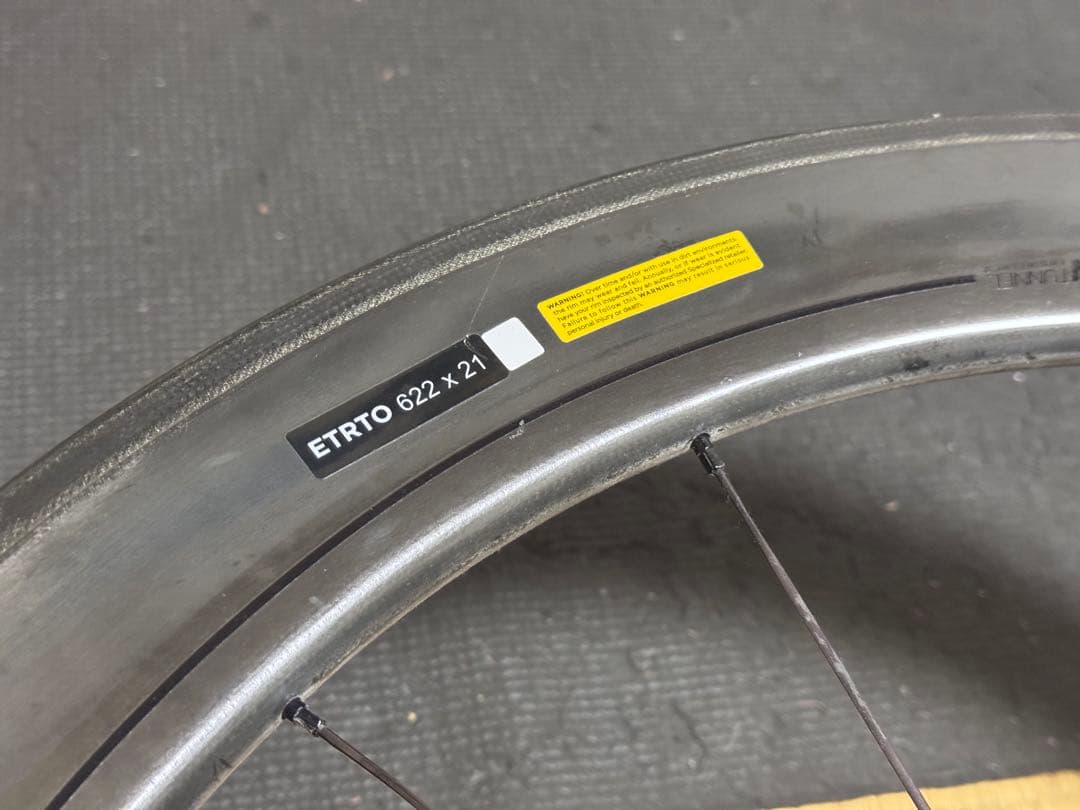 ETRTO 622 x 21
WARNING! Over time and/or with use in dirt environments
the rim may wear and fail. Annually, or if wear is evident
have your rim inspected by an authorized Specialized retailer.
Failure to follow this WARNING may result in serious
personal injury or death.
TUNNEL